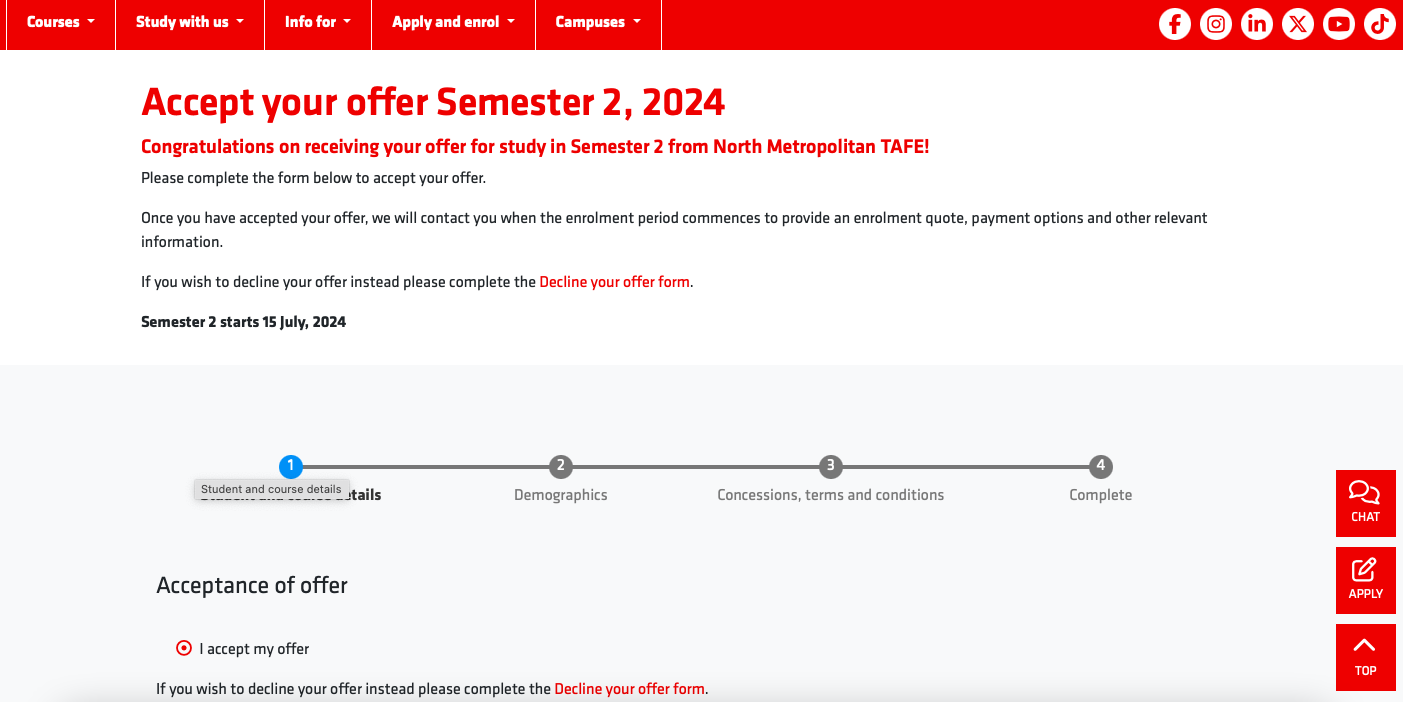 Courses
Study with us
Info for
Apply and enrol
Campuses
Accept your offer Semester 2, 2024
Congratulations on receiving your offer for study in Semester 2 from North Metropolitan TAFE!
Please complete the form below to accept your offer.
Once you have accepted your offer, we will contact you when the enrolment period commences to provide an enrolment quote, payment options and other relevant
information.
If you wish to decline your offer instead please complete the Decline your offer form.
Semester 2 starts 15 July, 2024
1
2
3
4
Student and course details
Student and course details
Demographics
Concessions, terms and conditions
Complete
CHAT
Acceptance of offer
APPLY
I accept my offer
TOP
If you wish to decline your offer instead please complete the Decline your offer form.